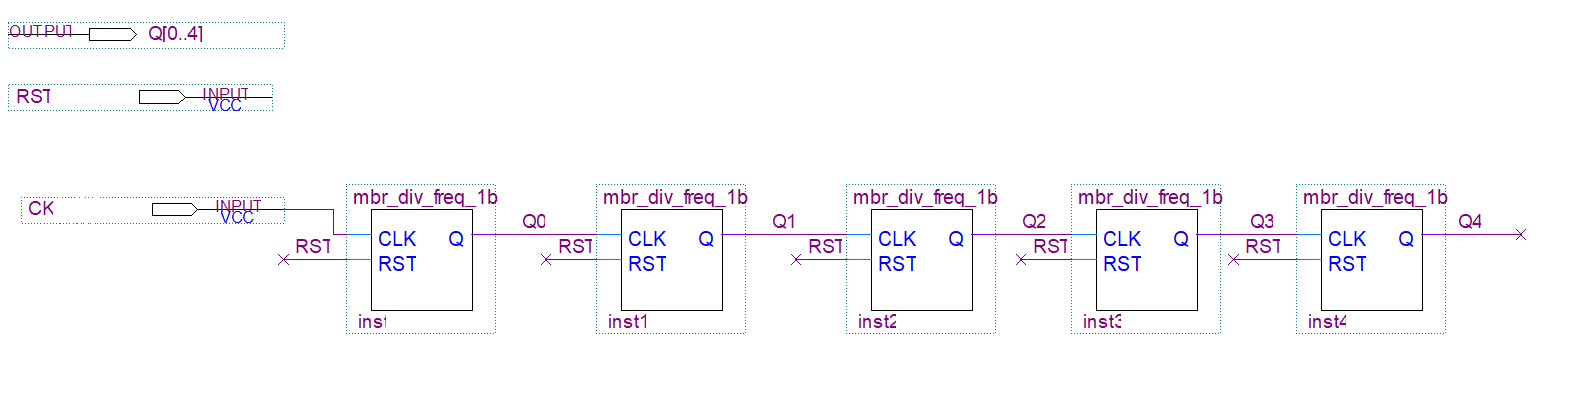 OUTPUT Q[0..4]
RST INPUT
VCC
CK INPUT
VCC
mbr_div_freq_1b mbr_div_freq_1b mbr_div_freq_1b mbr_div_freq_1b mbr_div_freq_1b
Q0 Q1 Q2 Q3 Q4
CLK Q CLK Q CLK Q CLK Q CLK Q
RST RST RST RST RST
RST RST RST RST RST
inst inst1 inst2 inst3 inst4